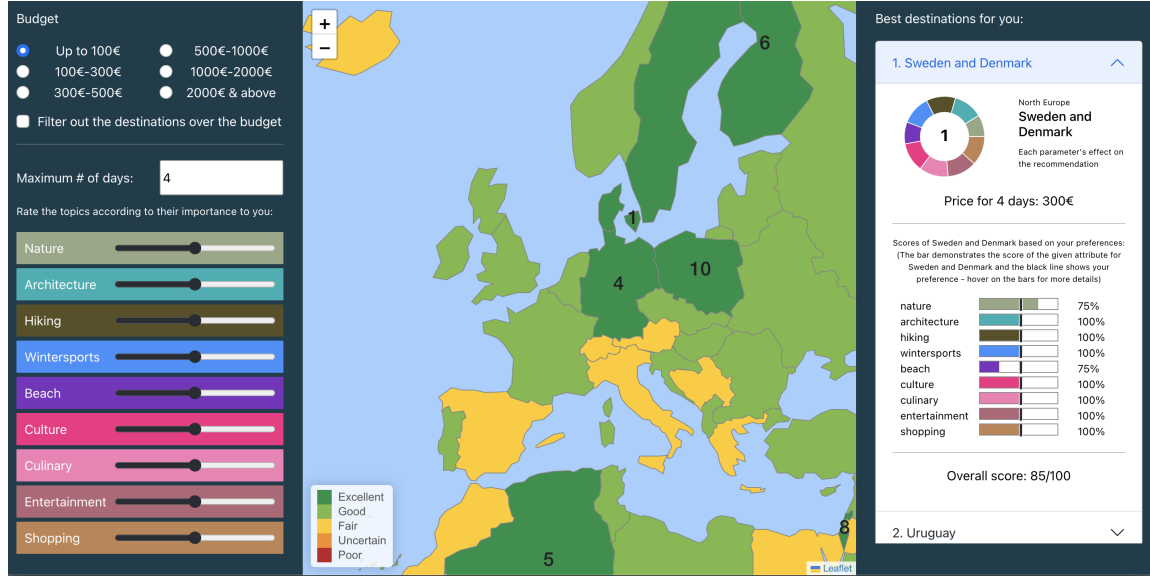 Budget
Up to 100€
500€-1000€
100€-300€
1000€-2000€
300€-500€
2000€ & above
Filter out the destinations over the budget
Maximum # of days:
4
Rate the topics according to their importance to you:
Nature
Architecture
Hiking
Wintersports
Beach
Culture
Culinary
Entertainment
Shopping
+
−
6
1
4
10
5
8
Excellent
Good
Fair
Uncertain
Poor
Leaflet
Best destinations for you:
1. Sweden and Denmark
1
North Europe
Sweden and
Denmark
Each parameter's effect on
the recommendation
Price for 4 days: 300€
Scores of Sweden and Denmark based on your preferences:
(The bar demonstrates the score of the given attribute for
Sweden and Denmark and the black line shows your
preference - hover on the bars for more details)
nature 75%
architecture 100%
hiking 100%
wintersports 100%
beach 75%
culture 100%
culinary 100%
entertainment 100%
shopping 100%
Overall score: 85/100
2. Uruguay